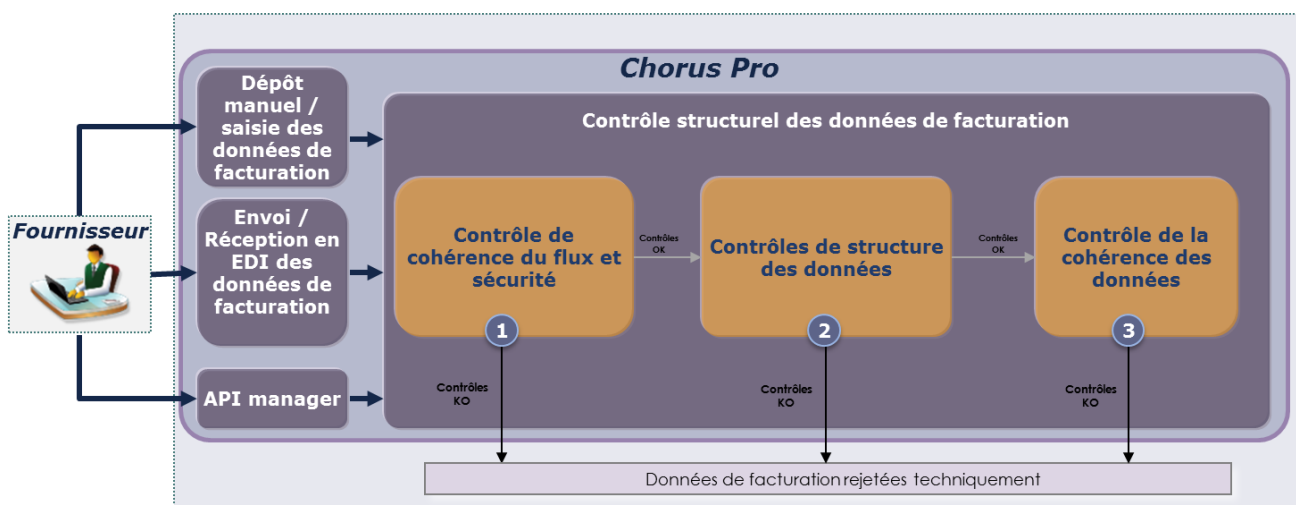 Chorus Pro
Fournisseur
Dépôt
manuel /
saisie des
données de
facturation
Envoi /
Réception en
EDI des
données de
facturation
API manager
Contrôle structurel des données de facturation
Contrôle de
cohérence du flux et
sécurité
1
Contrôles
OK
Contrôles de structure
des données
2
Contrôles
OK
Contrôle de la
cohérence des
données
3
Contrôles
KO
Contrôles
KO
Contrôles
KO
Données de facturation rejetées techniquement